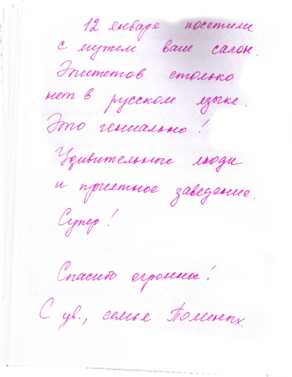 12 января посетили
с мужем ваш салон.
Эпитетов столько
нет в русском языке.
Это гениально!
Удивительные люди
и приятное заведение.
Супер!
Спасибо огромное!
С ув., семья